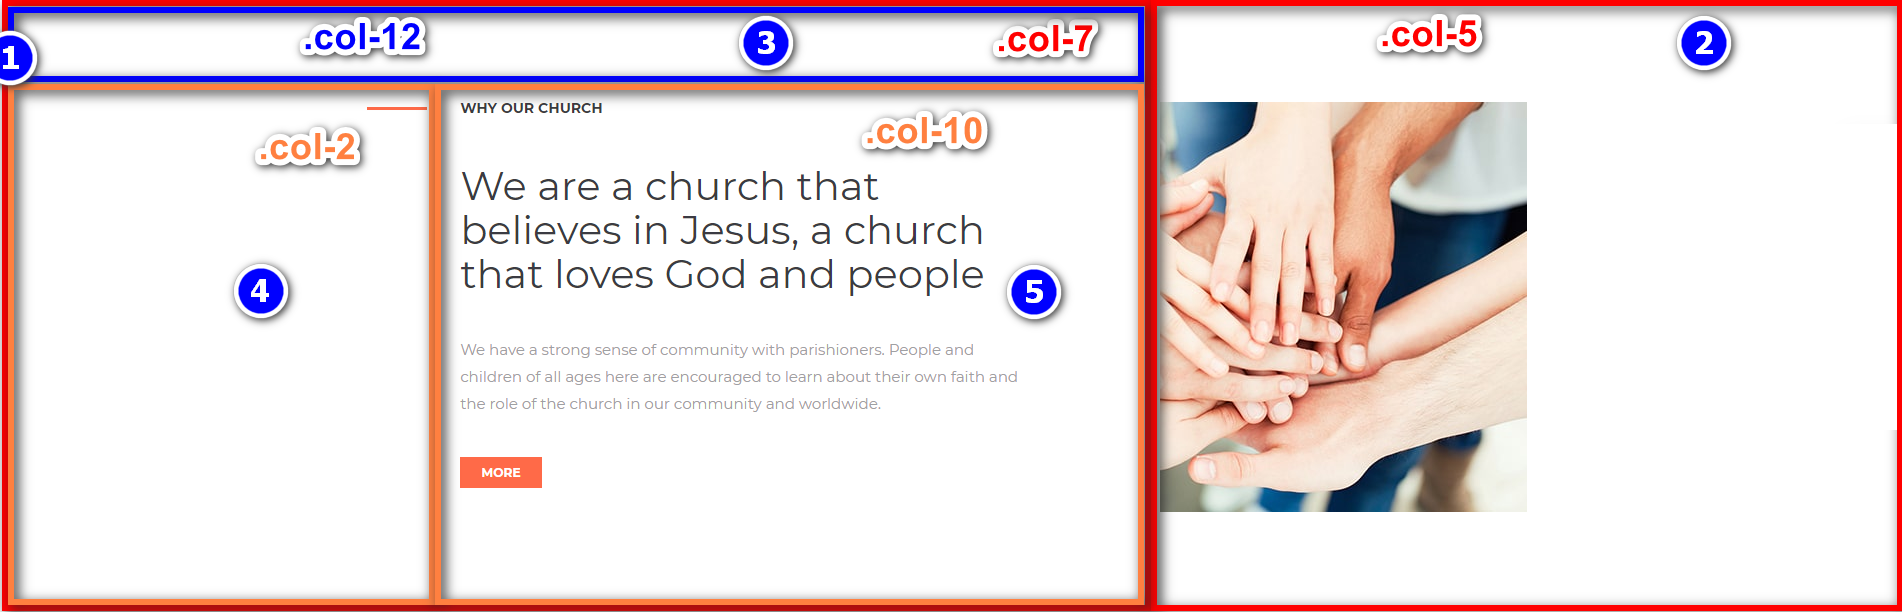 1
.col-12
3
.col-7
.col-5
2
.col-2
WHY OUR CHURCH
.col-10
We are a church that
believes in Jesus, a church
that loves God and people
4
5
We have a strong sense of community with parishioners. People and
children of all ages here are encouraged to learn about their own faith and
the role of the church in our community and worldwide.
MORE